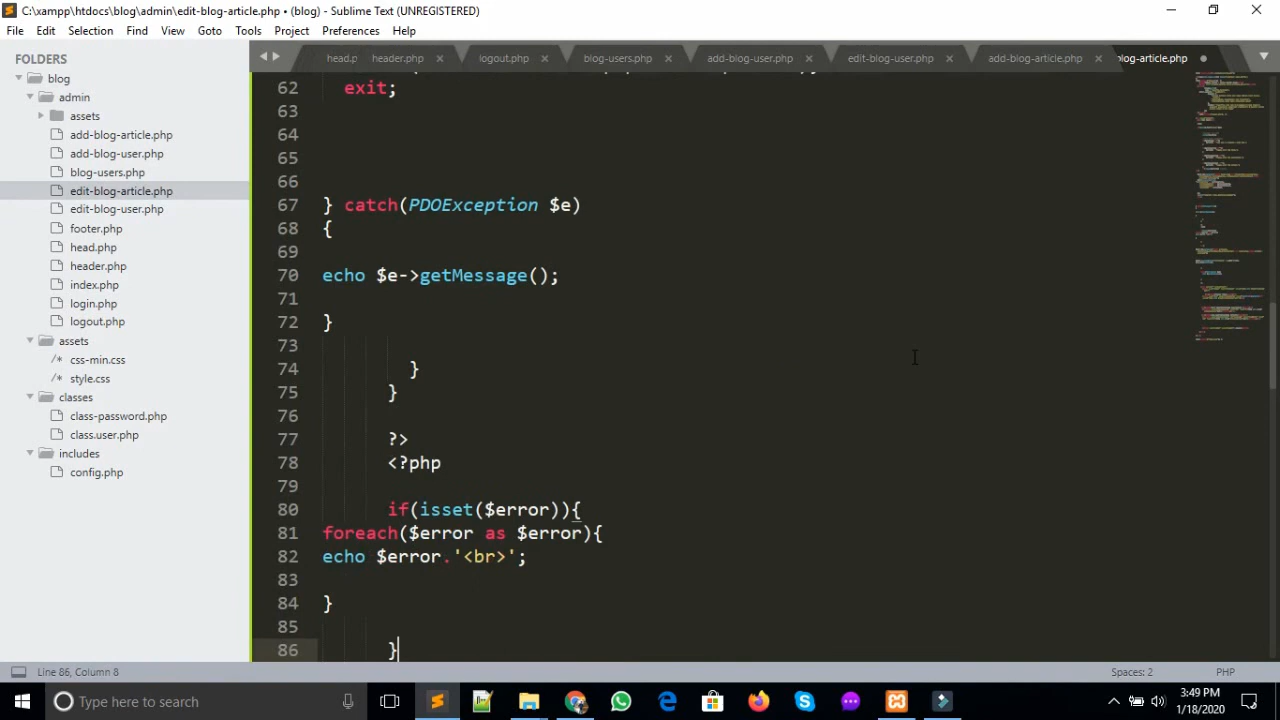 C:\xampp\htdocs\blog\admin\edit-blog-article.php • (blog) - Sublime Text (UNREGISTERED)
File Edit Selection Find View Goto Tools Project Preferences Help
FOLDERS
blog
admin
assets
add-blog-article.php
add-blog-user.php
blog-users.php
edit-blog-article.php
edit-blog-user.php
footer.php
head.php
header.php
index.php
login.php
logout.php
assets
/* css-min.css
/* style.css
classes
class-password.php
class.user.php
includes
config.php
head.p header.php logout.php blog-users.php add-blog-user.php edit-blog-user.php add-blog-article.php blog-article.php
62 exit;
63
64
65
66
67 } catch(PDOException $e)
68 {
69
70 echo $e->getMessage();
71
72 }
73
74 }
75 }
76
77 ?>
78 <?php
79
80 if(isset($error)){
81 foreach($error as $error){
82 echo $error.'<br>';
83
84 }
85
86 }
Line 86, Column 8 Spaces: 2 PHP
Type here to search
3:49 PM
1/18/2020